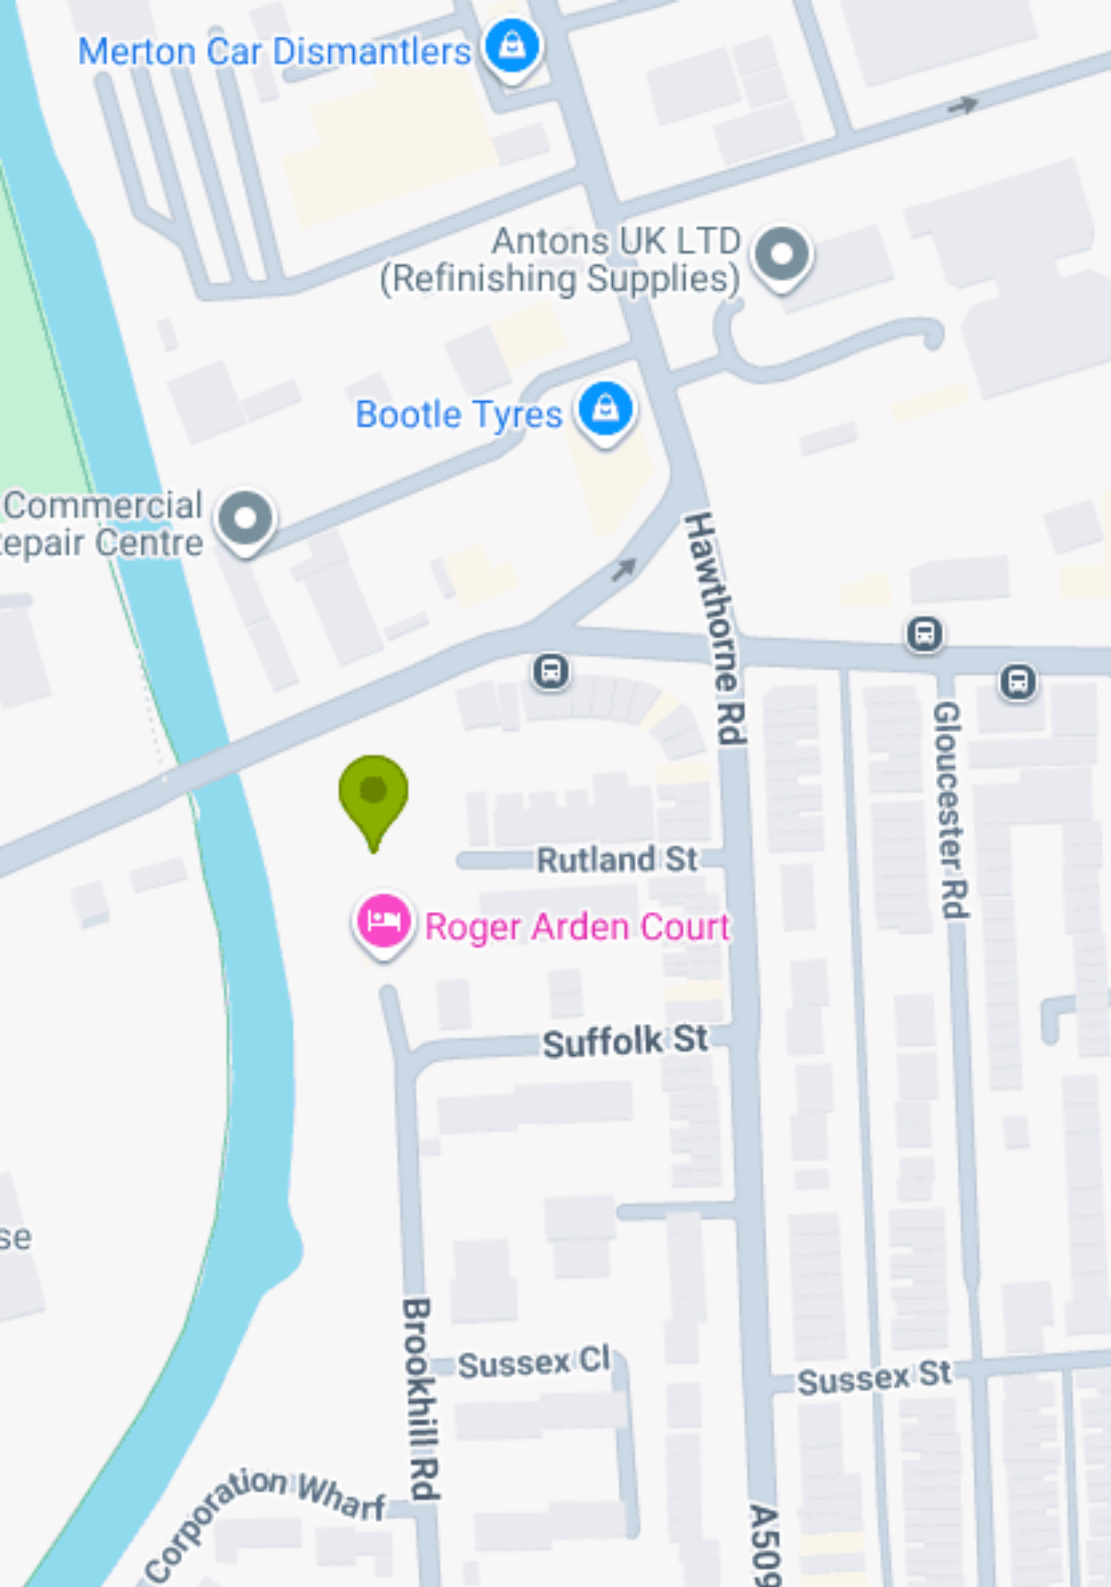 Merton Car Dismantlers
Antons UK LTD
(Refinishing Supplies)
Bootle Tyres
Commercial
epair Centre
Hawthorne Rd
Gloucester Rd
Rutland St
Roger Arden Court
Suffolk St
se
Brookhill Rd
Sussex Cl
Sussex St
Corporation Wharf
A509